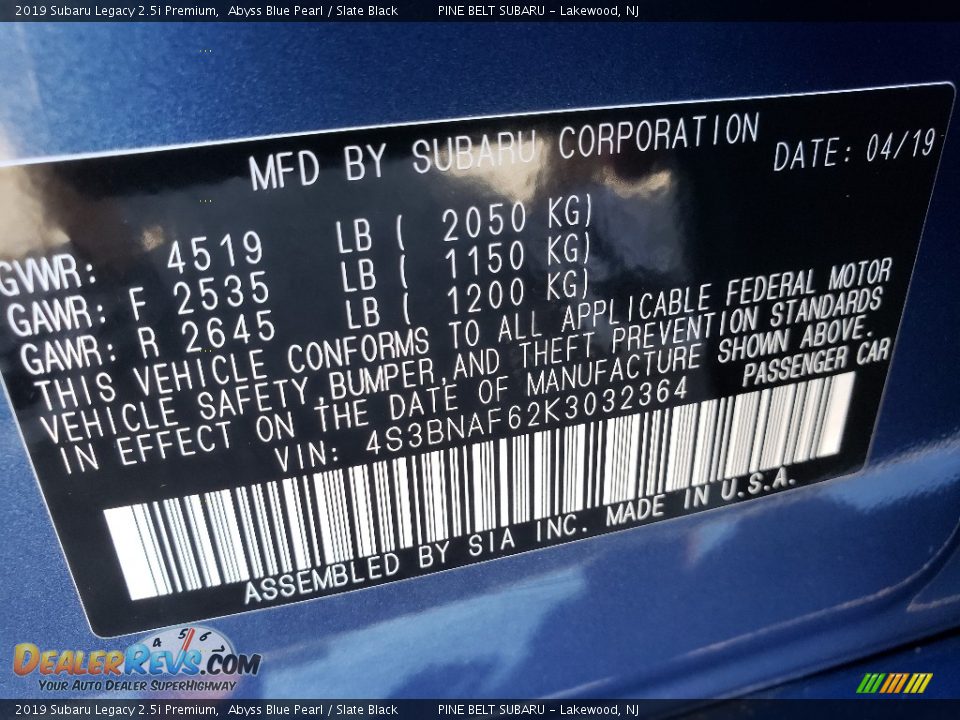 2019 Subaru Legacy 2.5i Premium,  Abyss Blue Pearl / Slate Black     PINE BELT SUBARU - Lakewood, NJ
MFD BY SUBARU CORPORATION DATE: 04/19
GVWR: 4519 LB ( 2050 KG)
GAWR: F 2535 LB ( 1150 KG)
GAWR: R 2645 LB ( 1200 KG)
THIS VEHICLE CONFORMS TO ALL APPLICABLE FEDERAL MOTOR
VEHICLE SAFETY,BUMPER,AND THEFT PREVENTION STANDARDS
IN EFFECT ON THE DATE OF MANUFACTURE SHOWN ABOVE.
VIN: 4S3BNAF62K3032364 PASSENGER CAR
ASSEMBLED BY SIA INC. MADE IN U.S.A.
4 5 6
DEALERREVS.COM
YOUR AUTO DEALER SUPERHIGHWAY
2019 Subaru Legacy 2.5i Premium,  Abyss Blue Pearl / Slate Black     PINE BELT SUBARU - Lakewood, NJ